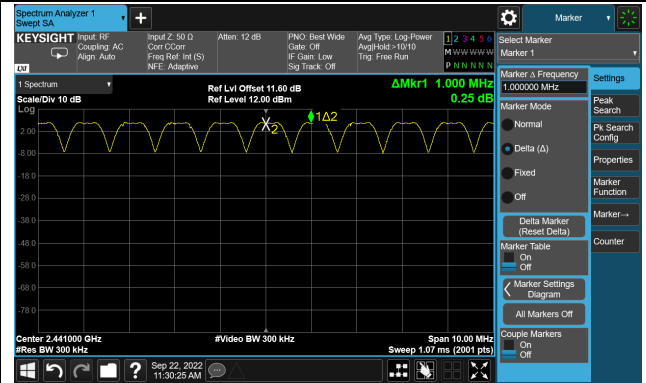 Spectrum Analyzer 1
Swept SA
Marker
KEYSIGHT
Input: RF
Coupling: AC
Align: Auto
Input Z: 50 Ω
Corr CCorr
Freq Ref: Int (S)
NFE: Adaptive
Atten: 12 dB
PNO: Best Wide
Gate: Off
IF Gain: Low
Sig Track: Off
Avg Type: Log-Power
Avg|Hold:>10/10
Trig: Free Run
1 2 3 4 5 6
M W W W W W
P N N N N N
LXI
Select Marker
Marker 1
1 Spectrum
Scale/Div 10 dB
Ref Lvl Offset 11.60 dB
Ref Level 12.00 dBm
ΔMkr1 1.000 MHz
0.25 dB
Log
2.00
-8.00
-18.0
-28.0
-38.0
-48.0
-58.0
-68.0
-78.0
1Δ2
2
Center 2.441000 GHz
#Res BW 300 kHz
#Video BW 300 kHz
Span 10.00 MHz
Sweep 1.07 ms (2001 pts)
Marker Δ Frequency
1.000000 MHz
Marker Mode
Normal
Delta (Δ)
Fixed
Off
Delta Marker
(Reset Delta)
Marker Table
On
Off
Marker Settings
Diagram
All Markers Off
Couple Markers
On
Off
Settings
Peak
Search
Pk Search
Config
Properties
Marker
Function
Marker→
Counter
Sep 22, 2022
11:30:25 AM